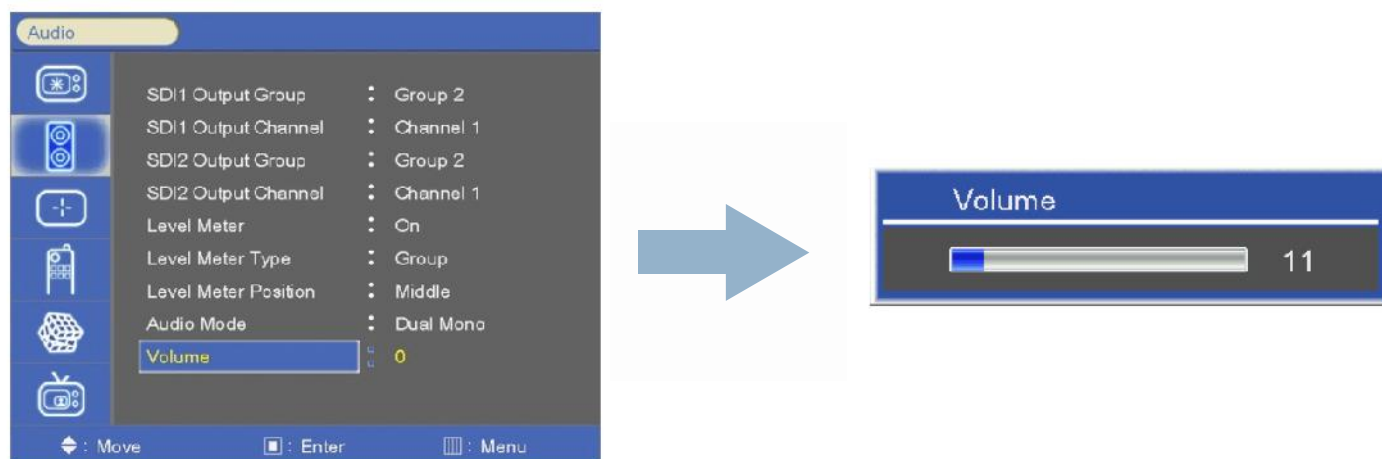 Audio
SDI1 Output Group : Group 2
SDI1 Output Channel : Channel 1
SDI2 Output Group : Group 2
SDI2 Output Channel : Channel 1
Level Meter : On
Level Meter Type : Group
Level Meter Position : Middle
Audio Mode : Dual Mono
Volume : 0
: Move : Enter : Menu
Volume
11